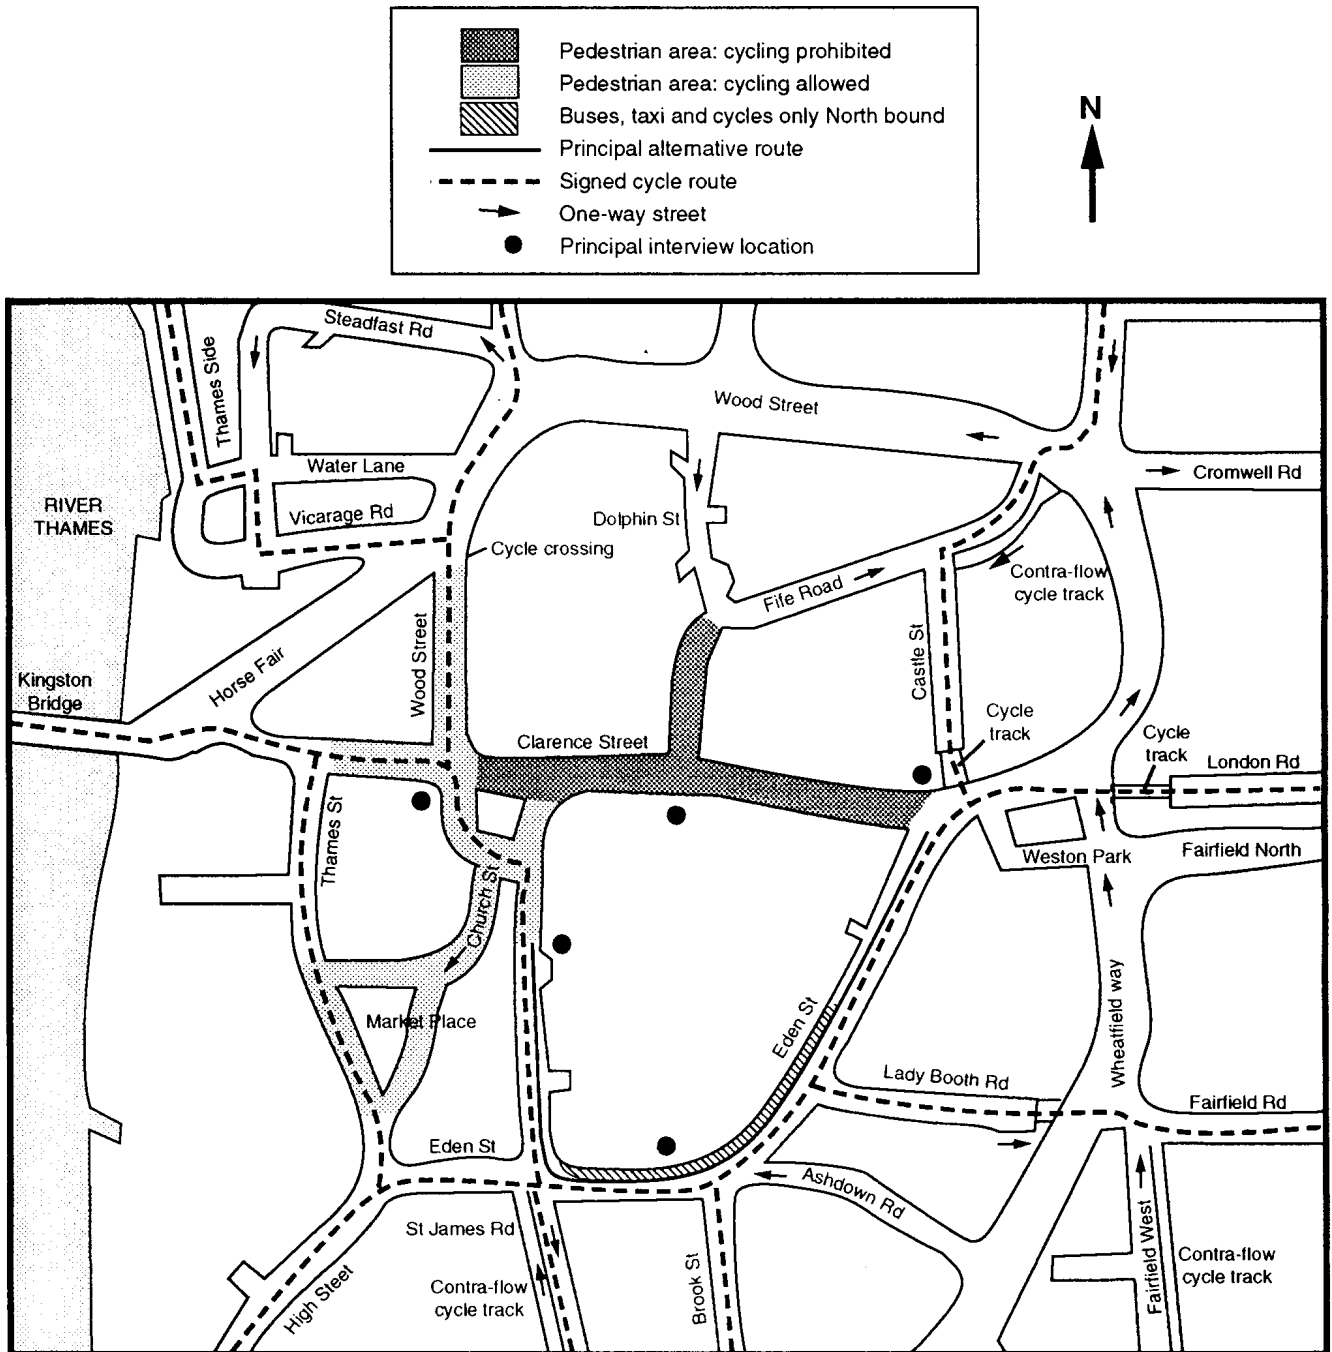 Pedestrian area: cycling prohibited
Pedestrian area: cycling allowed
Buses, taxi and cycles only North bound
Principal alternative route
Signed cycle route
One-way street
Principal interview location
N
Steadfast Rd
Thames Side
Wood Street
Water Lane
Cromwell Rd
RIVER
THAMES
Vicarage Rd
Dolphin St
Cycle crossing
Contra-flow
cycle track
Fife Road
Wood Street
Castle St
Horse Fair
Kingston
Bridge
Clarence Street
Cycle
track
Cycle
track
London Rd
Thames St
Weston Park
Fairfield North
Church St
Market Place
Eden St
Wheatfield way
Lady Booth Rd
Fairfield Rd
Eden St
Ashdown Rd
St James Rd
Fairfield West
Contra-flow
cycle track
Contra-flow
cycle track
Brook St
High Steet